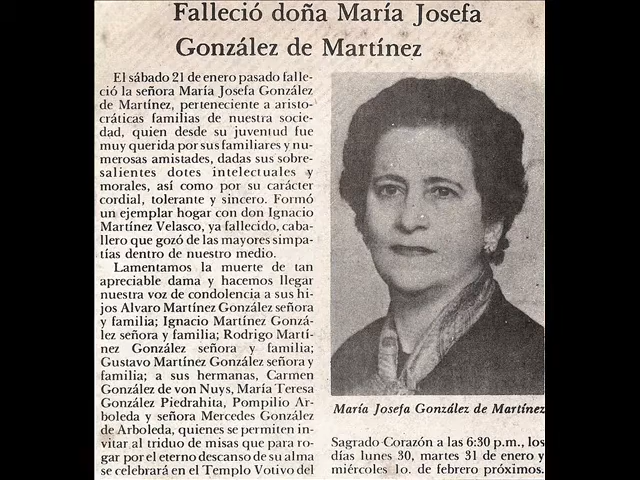 Falleció doña María Josefa
González de Martínez
El sábado 21 de enero pasado falle-
ció la señora María Josefa González
de Martínez, perteneciente a aristo-
cráticas familias de nuestra socie-
dad, quien desde su juventud fue
muy querida por sus familiares y nu-
merosas amistades, dadas sus sobre-
salientes dotes intelectuales y
morales, así como por su carácter
cordial, tolerante y sincero. Formó
un ejemplar hogar con don Ignacio
Martínez Velasco, ya fallecido, caba-
llero que gozó de las mayores simpa-
tías dentro de nuestro medio.
Lamentamos la muerte de tan
apreciable dama y hacemos llegar
nuestra voz de condolencia a sus hi-
jos Alvaro Martínez González señora
y familia; Ignacio Martínez Gonzá-
lez señora y familia; Rodrigo Martí-
nez González señora y familia;
Gustavo Martínez González señora y
familia; a sus hermanas, Carmen
González de von Nuys, María Teresa
González Piedrahita, Pompilio Ar-
boleda y señora Mercedes González
de Arboleda, quienes se permiten in-
vitar al triduo de misas que para ro-
gar por el eterno descanso de su alma
se celebrará en el Templo Votivo del
María Josefa González de Martínez
Sagrado Corazón a las 6:30 p.m., los
días lunes 30, martes 31 de enero y
miércoles 1o. de febrero próximos.